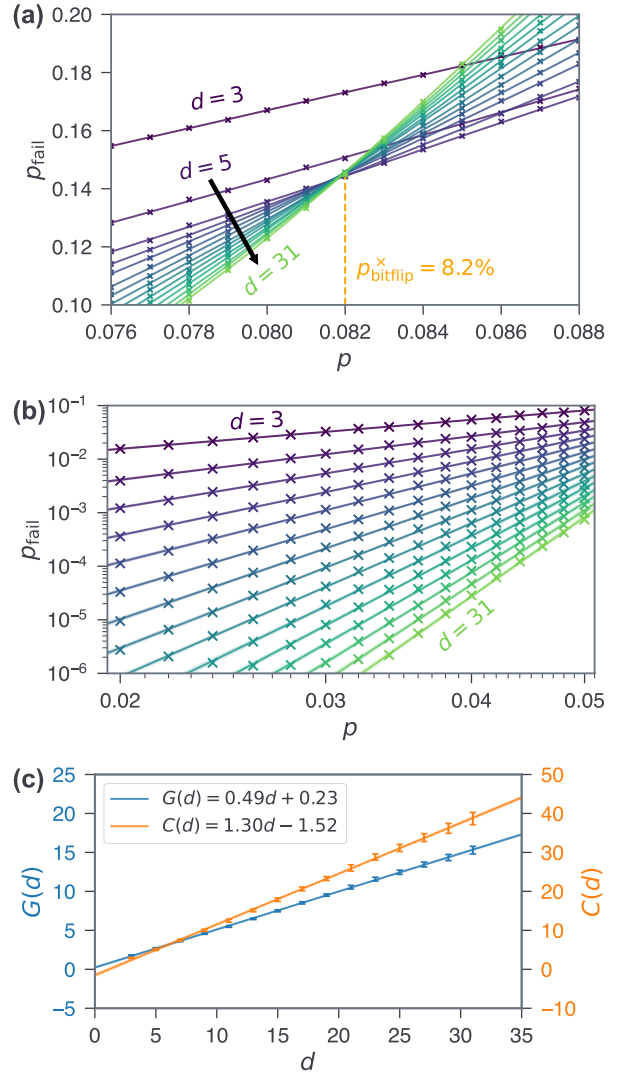 (a)
0.20
0.18
0.16
0.14
0.12
0.10
p_fail
d = 3
d = 5
d = 31
p^×_bitflip = 8.2%
0.076 0.078 0.080 0.082 0.084 0.086 0.088
p
(b)
10⁻¹
10⁻²
10⁻³
10⁻⁴
10⁻⁵
10⁻⁶
p_fail
d = 3
d = 31
0.02 0.03 0.04 0.05
p
(c)
25
20
15
10
5
0
−5
G(d)
G(d) = 0.49d + 0.23
C(d) = 1.30d − 1.52
50
40
30
20
10
0
−10
C(d)
0 5 10 15 20 25 30 35
d